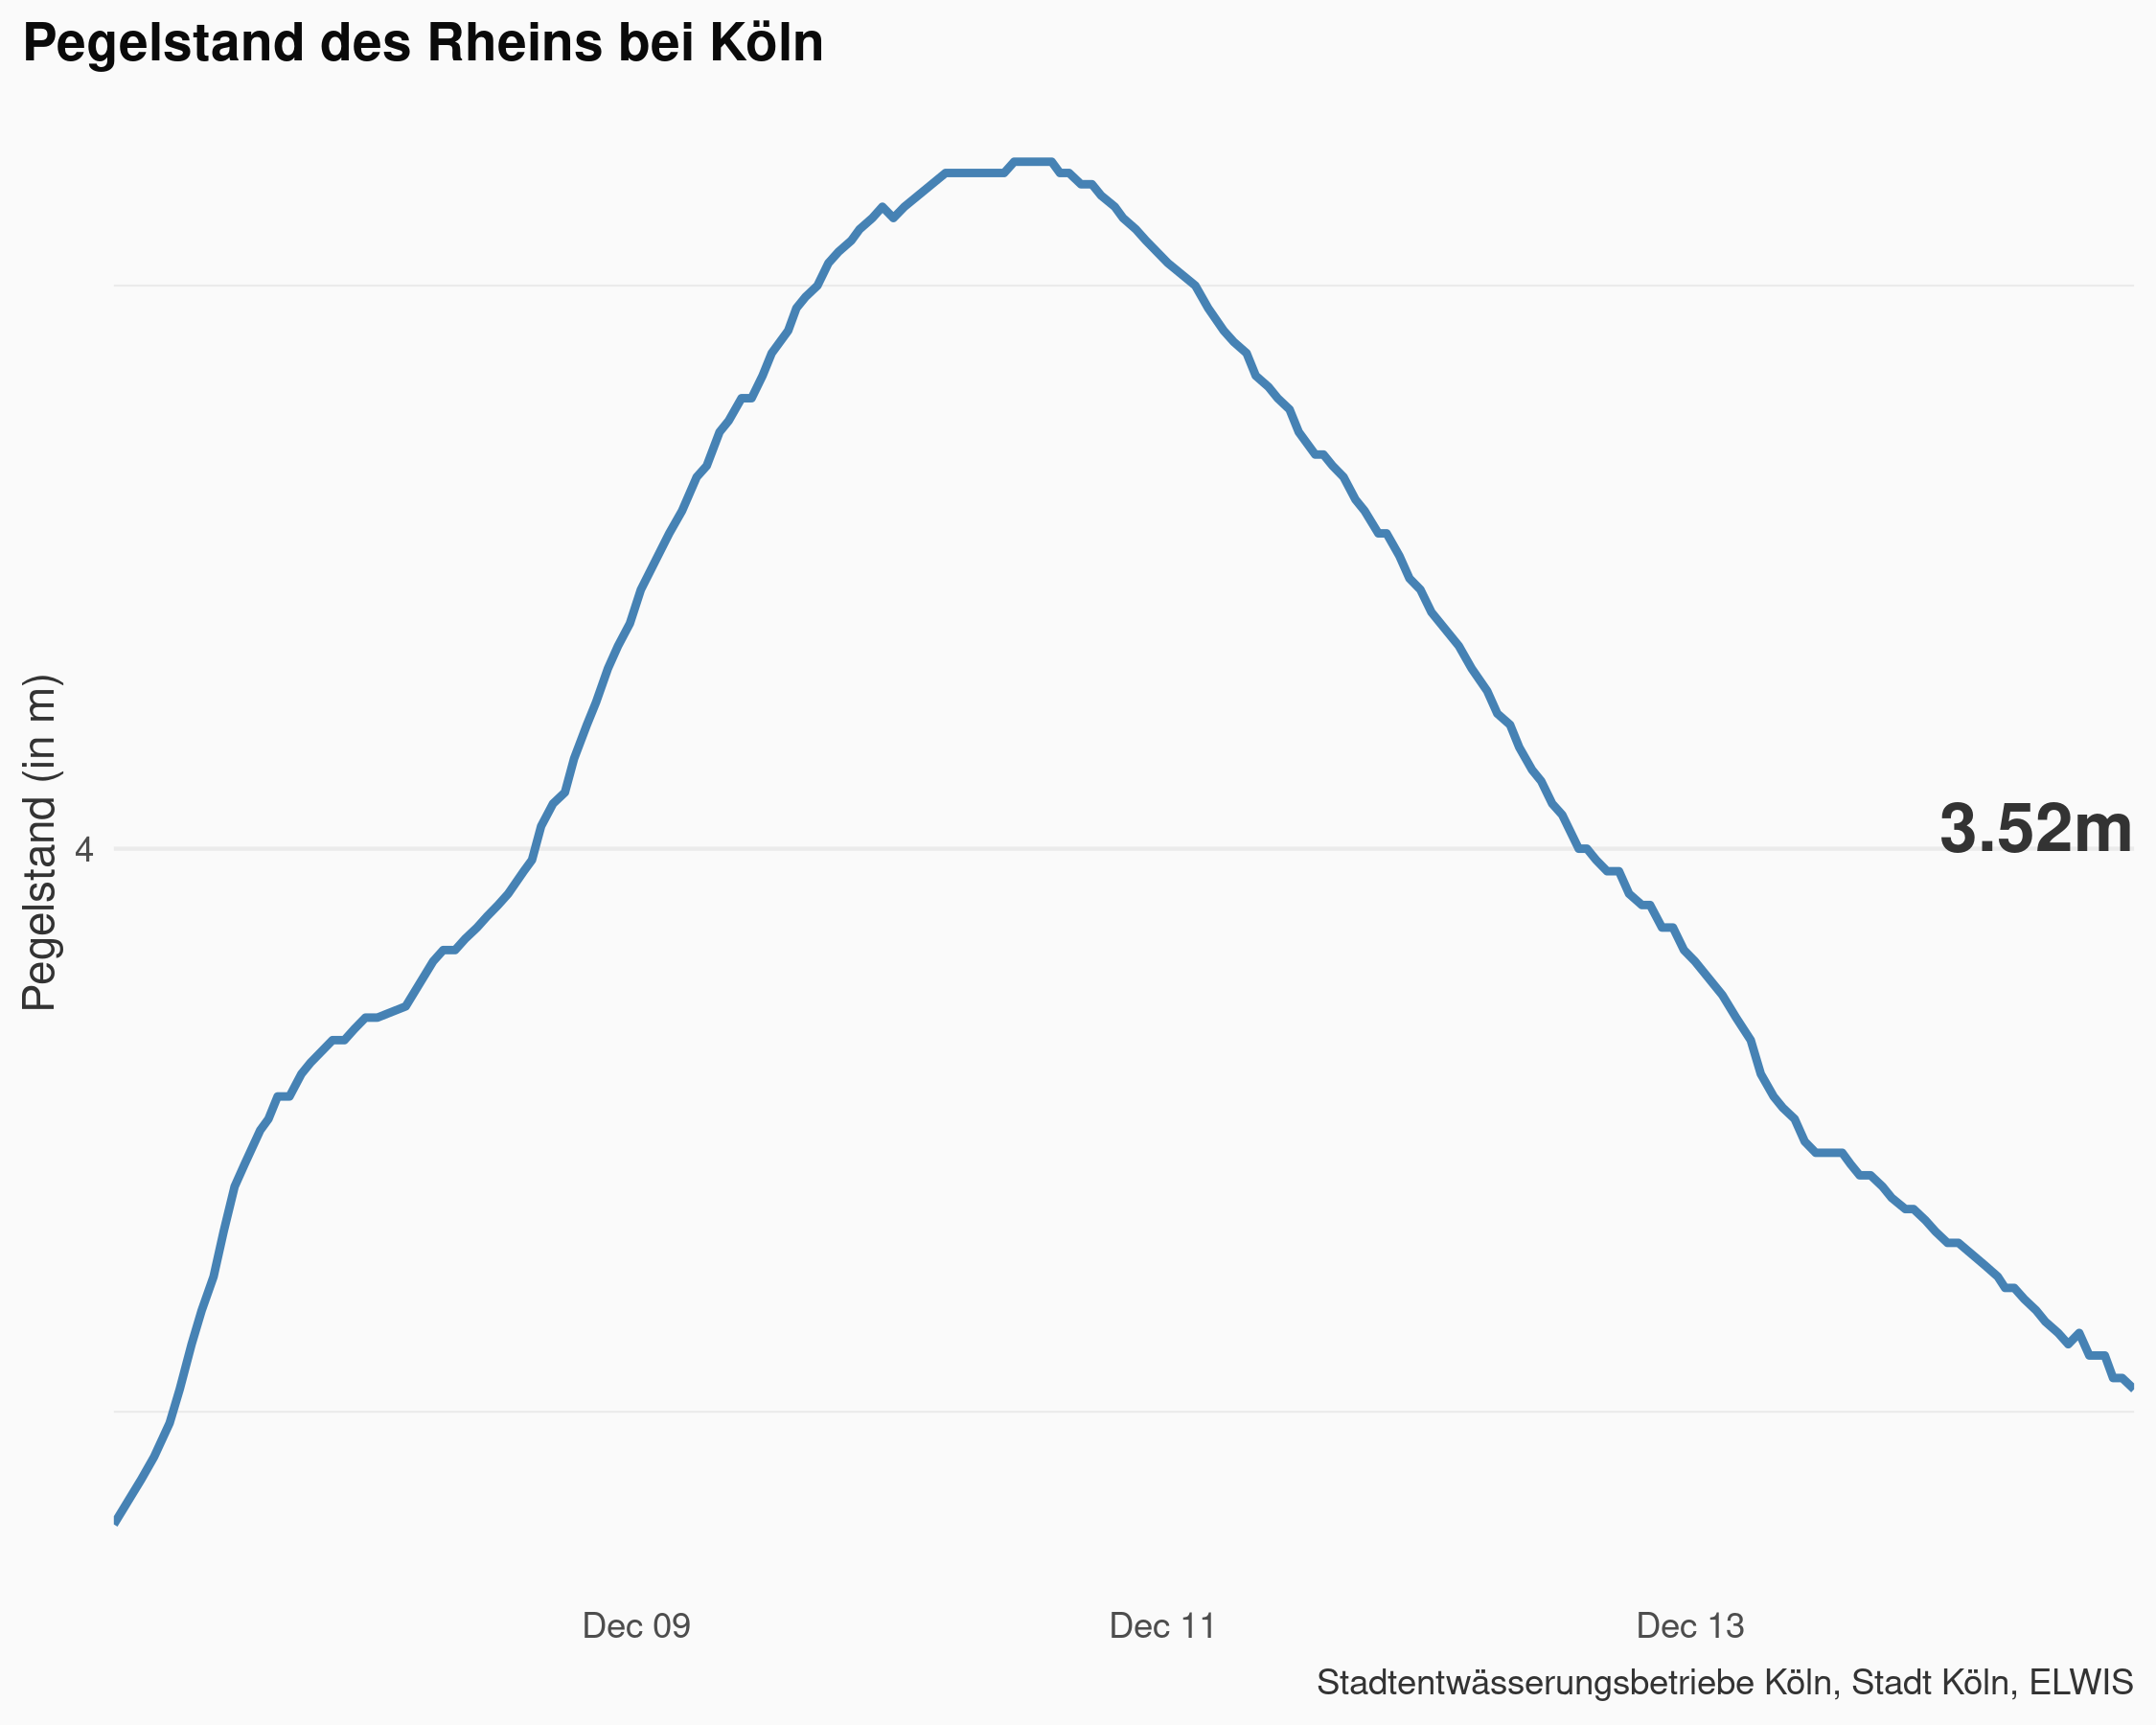 Pegelstand des Rheins bei Köln
Pegelstand (in m)
4
3.52m
Dec 09
Dec 11
Dec 13
Stadtentwässerungsbetriebe Köln, Stadt Köln, ELWIS